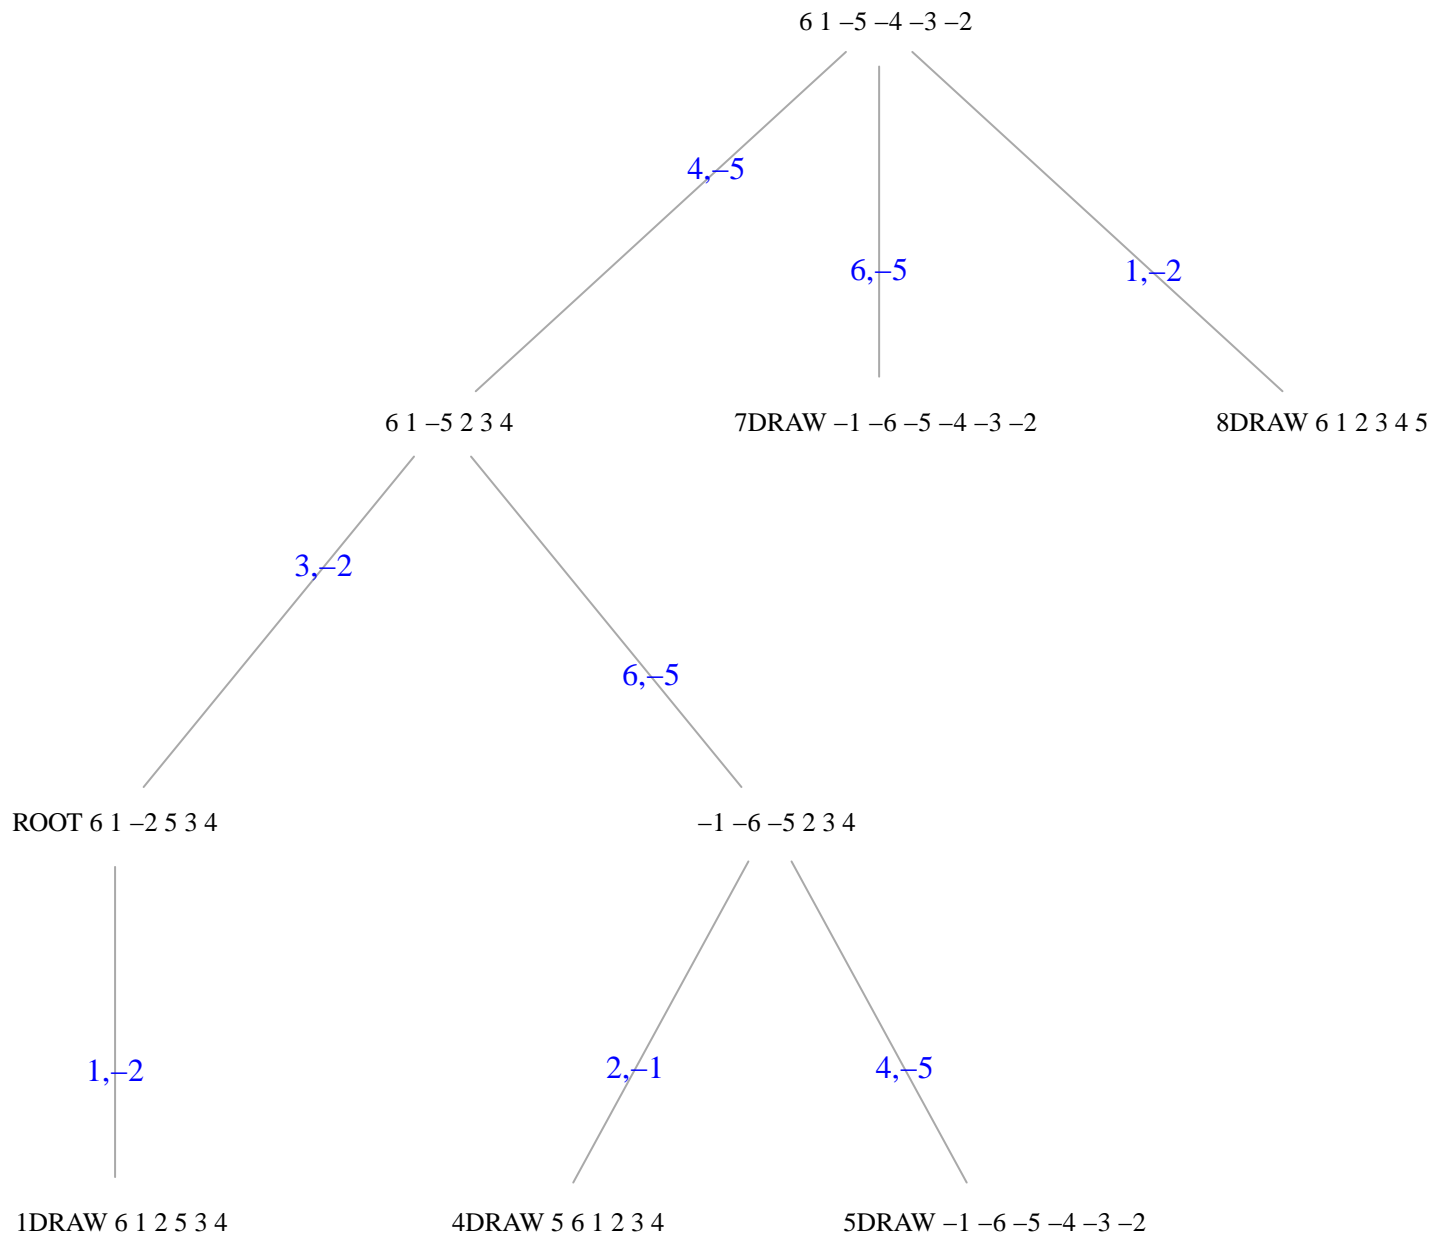 6 1 –5 –4 –3 –2
4,–5
6,–5
1,–2
6 1 –5 2 3 4
7DRAW –1 –6 –5 –4 –3 –2
8DRAW 6 1 2 3 4 5
3,–2
6,–5
ROOT 6 1 –2 5 3 4
–1 –6 –5 2 3 4
1,–2
2,–1
4,–5
1DRAW 6 1 2 5 3 4
4DRAW 5 6 1 2 3 4
5DRAW –1 –6 –5 –4 –3 –2